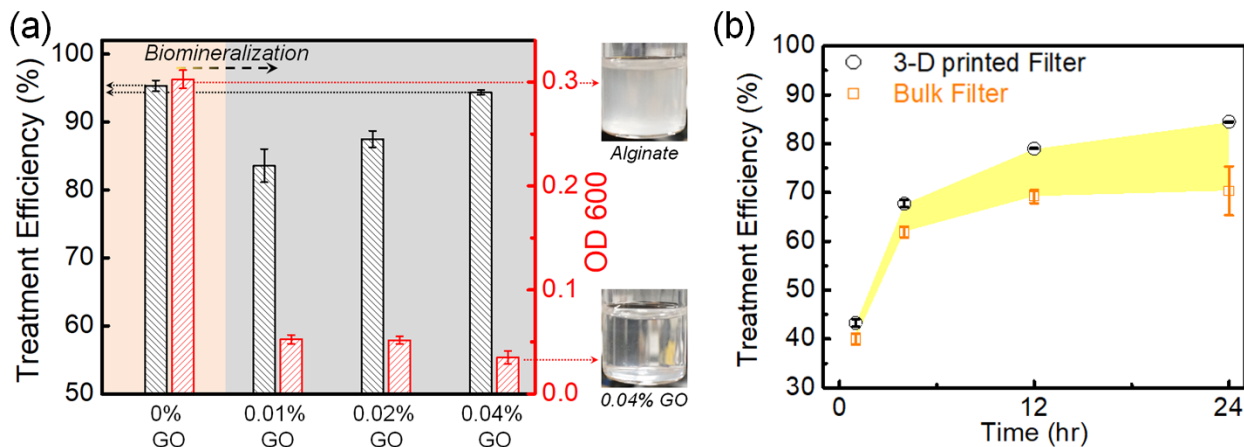 (a)
Treatment Efficiency (%)
100
90
80
70
60
50
Biomineralization
0%
GO
0.01%
GO
0.02%
GO
0.04%
GO
0.3
0.2
0.1
0.0
OD 600
Alginate
0.04% GO
(b)
Treatment Efficiency (%)
100
90
80
70
60
50
40
30
3-D printed Filter
Bulk Filter
0
12
24
Time (hr)